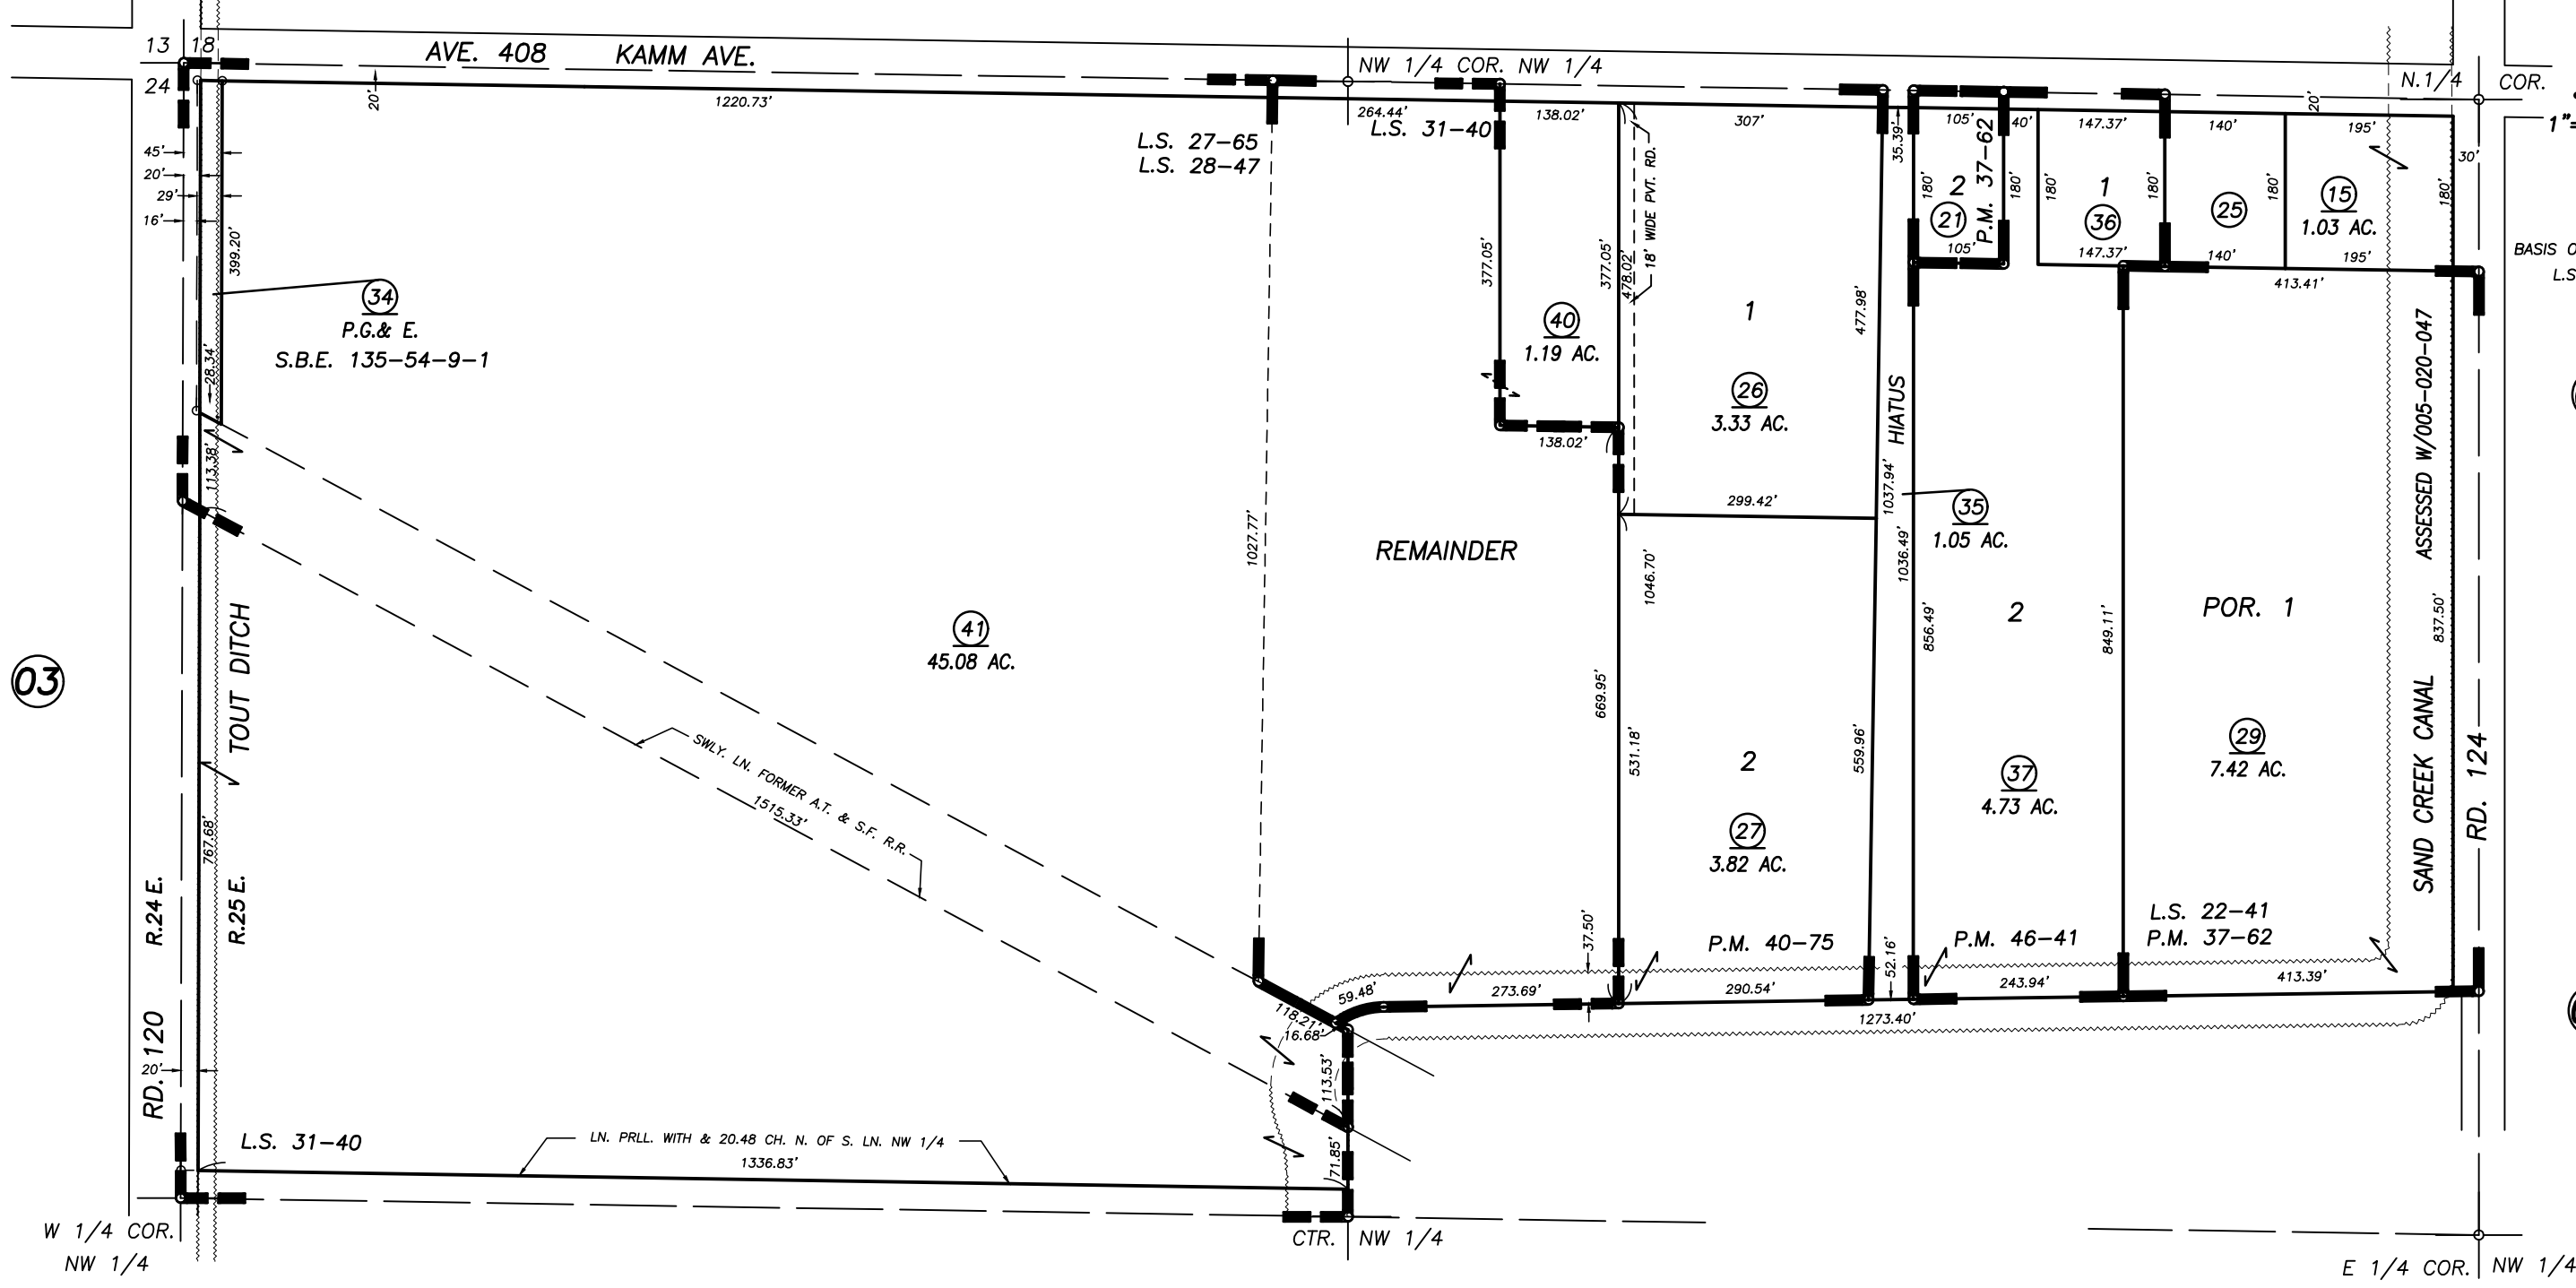 13 18
24
AVE. 408 KAMM AVE.
NW 1/4 COR. NW 1/4
N.1/4 COR.
1"=
20'
1220.73'
264.44'
138.02'
307'
35.39'
105'
40'
147.37'
140'
20'
195'
30'
L.S. 27-65
L.S. 28-47
L.S. 31-40
45'
20'
29'
16'
399.20'
34
P.G.& E.
S.B.E. 135-54-9-1
28.34'
113.38'
377.05'
377.05'
478.02'
18' WIDE PVT. RD.
40
1.19 AC.
138.02'
1
26
3.33 AC.
477.98'
299.42'
180'
2
21
105'
P.M. 37-62
180'
180'
1
36
147.37'
180'
25
140'
180'
15
1.03 AC.
195'
180'
413.41'
BASIS O
L.S
HIATUS
1037.94'
1036.49'
35
1.05 AC.
ASSESSED W/005-020-047
SAND CREEK CANAL
837.50'
RD. 124
1027.77'
REMAINDER
1046.70'
669.95'
531.18'
2
27
3.82 AC.
559.96'
856.49'
2
37
4.73 AC.
849.11'
POR. 1
29
7.42 AC.
03
TOUT DITCH
767.68'
41
45.08 AC.
SWLY. LN. FORMER A.T. & S.F. R.R.
1515.33'
R.24 E.
R.25 E.
RD. 120
20'
37.50'
P.M. 40-75
52.16'
P.M. 46-41
L.S. 22-41
P.M. 37-62
59.48'
273.69'
290.54'
243.94'
413.39'
118.21'
16.68'
1273.40'
113.53'
71.85'
L.S. 31-40
LN. PRLL. WITH & 20.48 CH. N. OF S. LN. NW 1/4
1336.83'
W 1/4 COR.
NW 1/4
CTR. NW 1/4
E 1/4 COR. NW 1/4